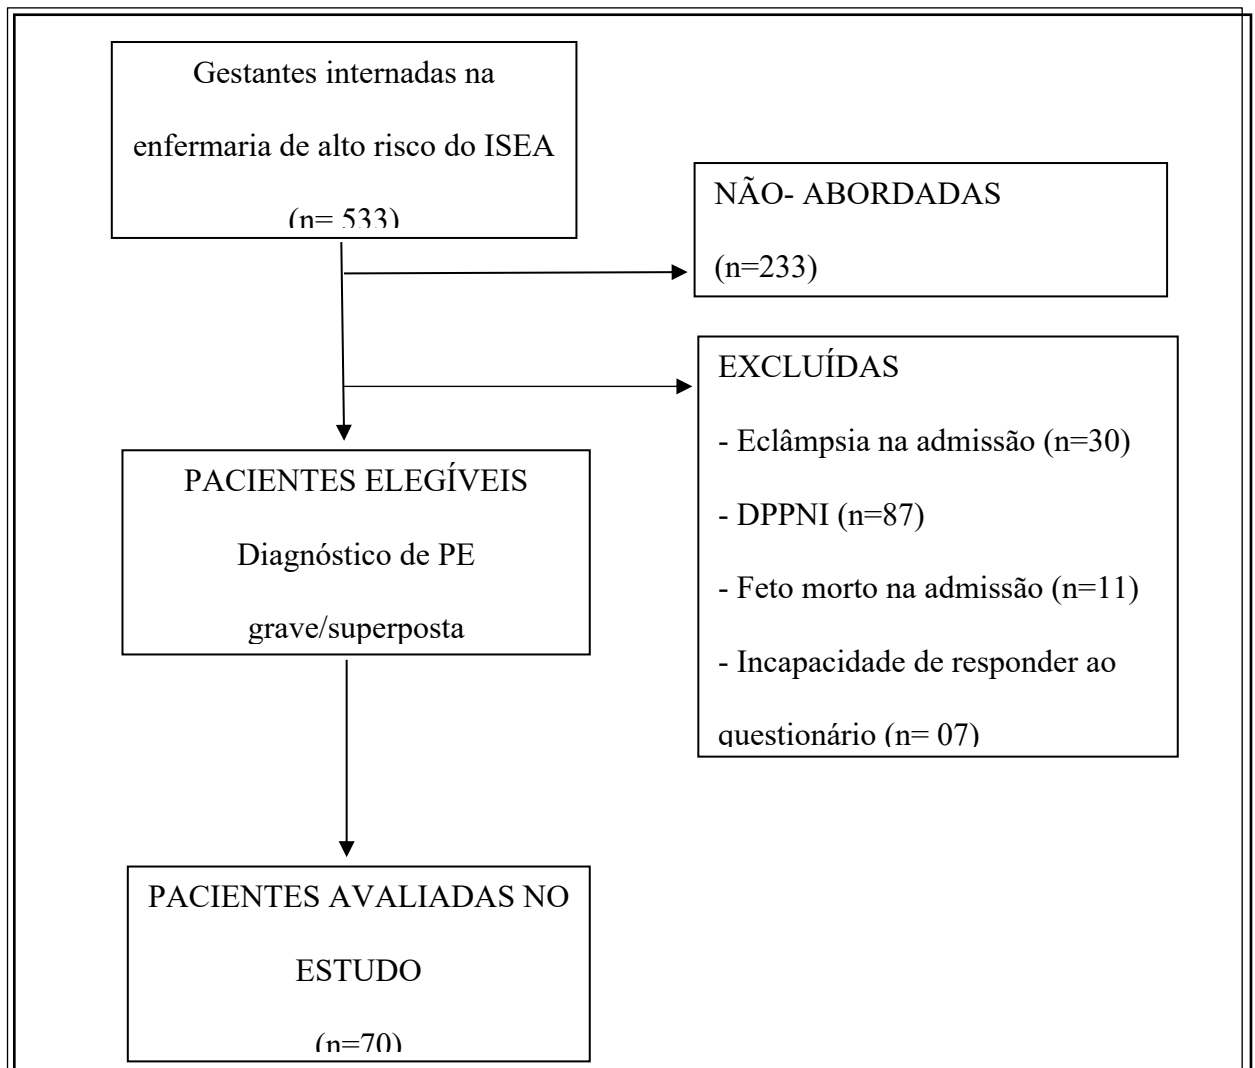 Gestantes internadas na
enfermaria de alto risco do ISEA
(n= 533)
NÃO- ABORDADAS
(n=233)
EXCLUÍDAS
- Eclâmpsia na admissão (n=30)
- DPPNI (n=87)
- Feto morto na admissão (n=11)
- Incapacidade de responder ao
questionário (n= 07)
PACIENTES ELEGÍVEIS
Diagnóstico de PE
grave/superposta
PACIENTES AVALIADAS NO
ESTUDO
(n=70)